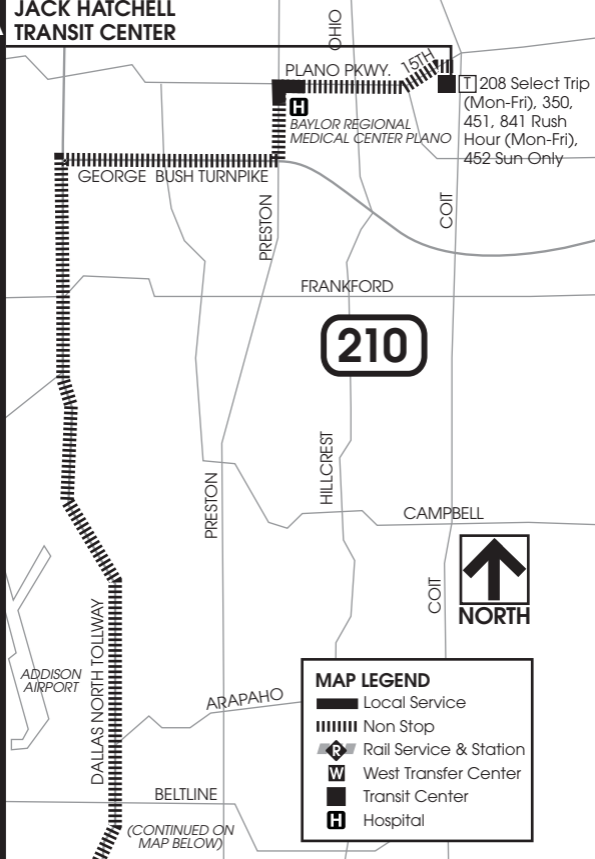 JACK HATCHELL
TRANSIT CENTER
OHIO
PLANO PKWY.
15TH
T 208 Select Trip
(Mon-Fri), 350,
451, 841 Rush
Hour (Mon-Fri),
452 Sun Only
H
BAYLOR REGIONAL
MEDICAL CENTER PLANO
GEORGE BUSH TURNPIKE
PRESTON
COIT
FRANKFORD
210
HILLCREST
PRESTON
CAMPBELL
COIT
NORTH
DALLAS NORTH TOLLWAY
ADDISON
AIRPORT
ARAPAHO
BELTLINE
(CONTINUED ON
MAP BELOW)
MAP LEGEND
Local Service
Non Stop
R Rail Service & Station
W West Transfer Center
Transit Center
H Hospital